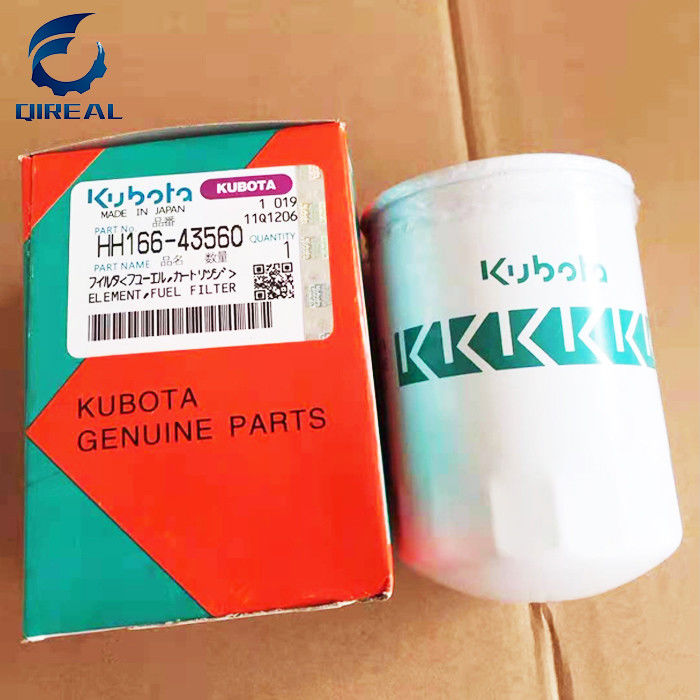 QIREAL
Kubota KUBOTA
MADE IN JAPAN
1 019
11Q1206
品番
PART No.
HH166-43560
QUANTITY
1
PART NAME 品名 数量
フィルタ<フューエル,カートリッジ>
ELEMENT,FUEL FILTER
KUBOTA
GENUINE PARTS
Kubota